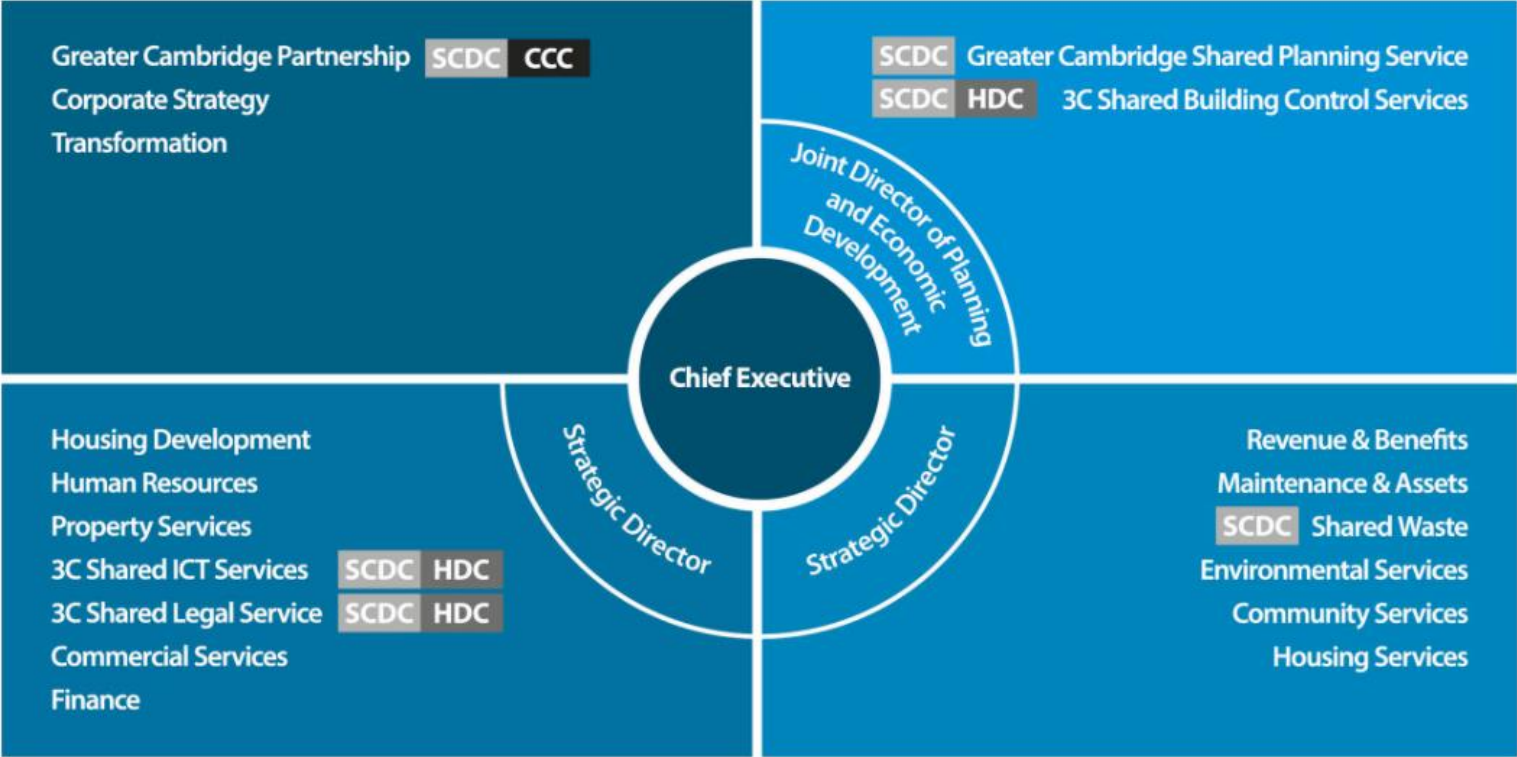 Greater Cambridge Partnership SCDC CCC
Corporate Strategy
Transformation
SCDC Greater Cambridge Shared Planning Service
SCDC HDC 3C Shared Building Control Services
Joint Director of Planning
and Economic
Development
Chief Executive
Strategic Director
Strategic Director
Housing Development
Human Resources
Property Services
3C Shared ICT Services SCDC HDC
3C Shared Legal Service SCDC HDC
Commercial Services
Finance
Revenue & Benefits
Maintenance & Assets
SCDC Shared Waste
Environmental Services
Community Services
Housing Services